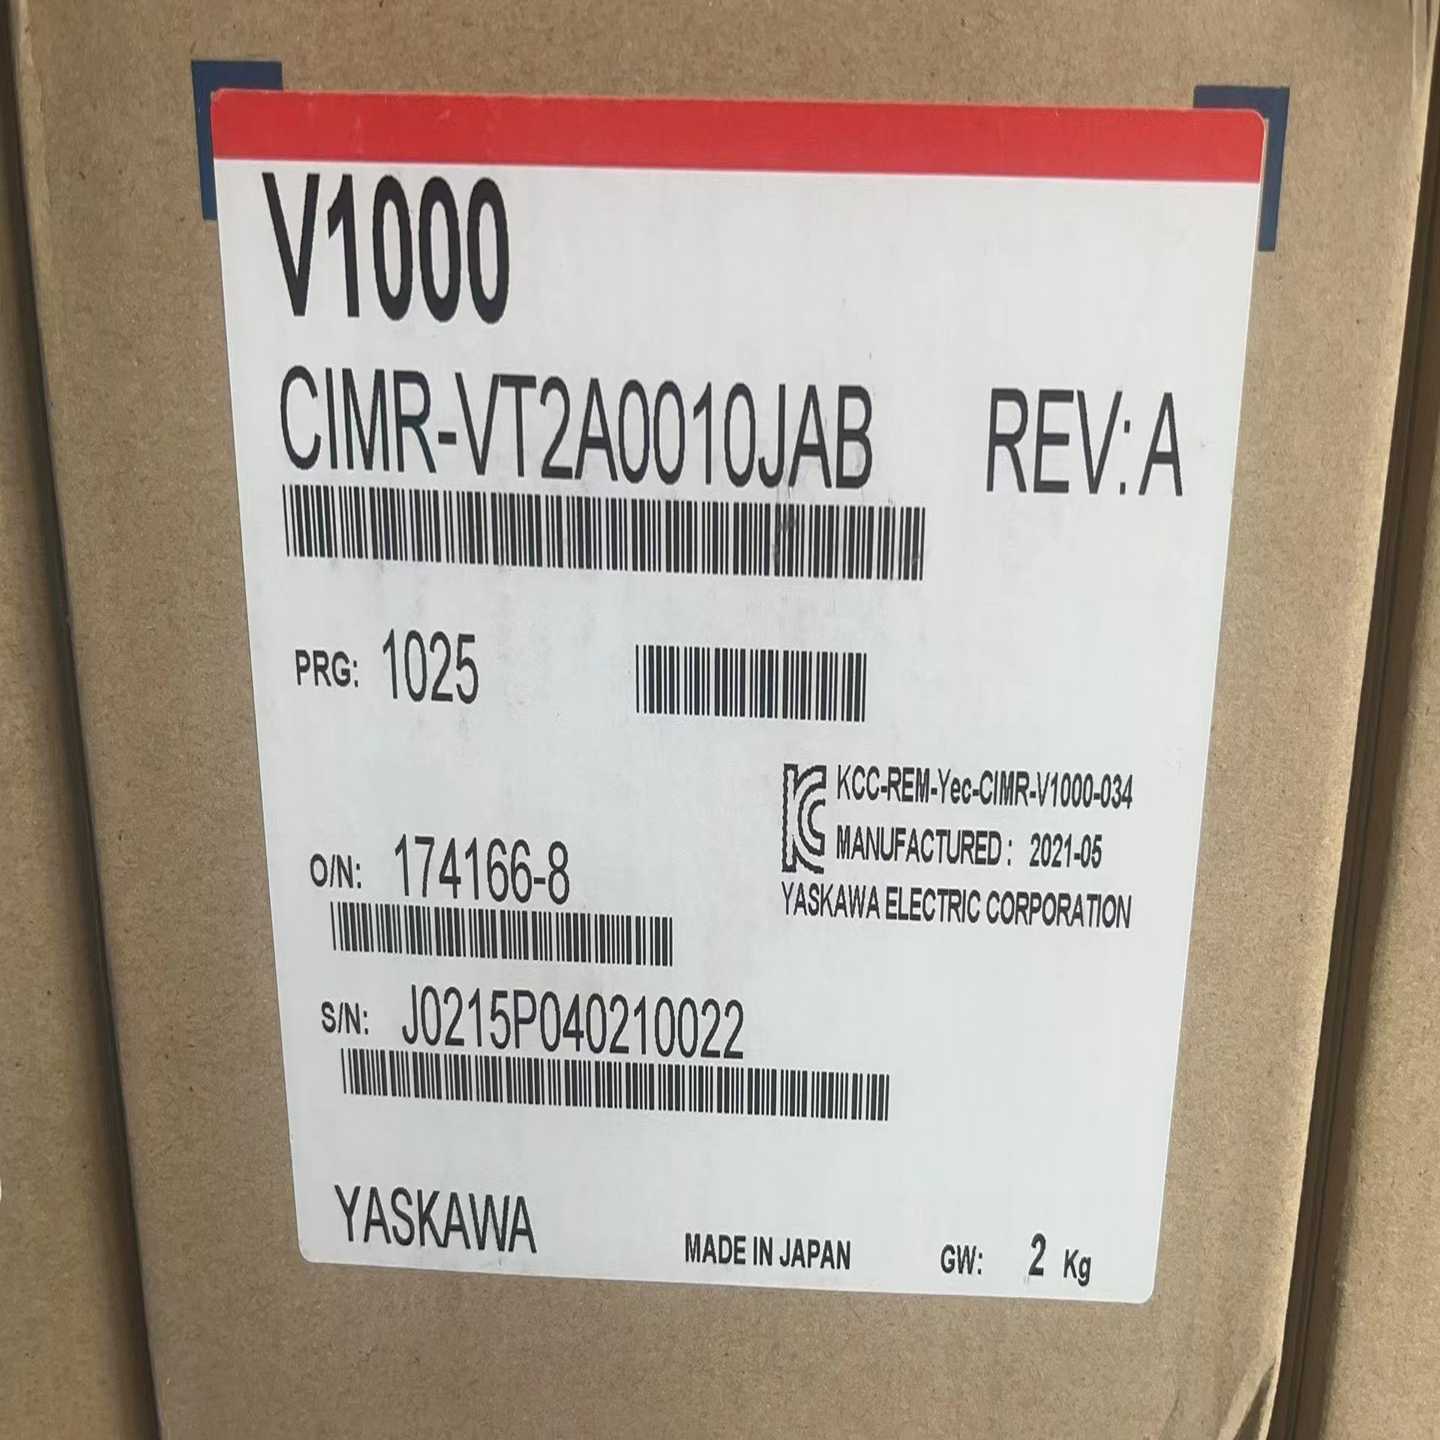 V1000
CIMR-VT2A0010JAB REV:A
PRG: 1025
KCC-REM-Yec-CIMR-V1000-034
MANUFACTURED : 2021-05
YASKAWA ELECTRIC CORPORATION
O/N: 174166-8
S/N: J0215P040210022
YASKAWA MADE IN JAPAN GW: 2 Kg